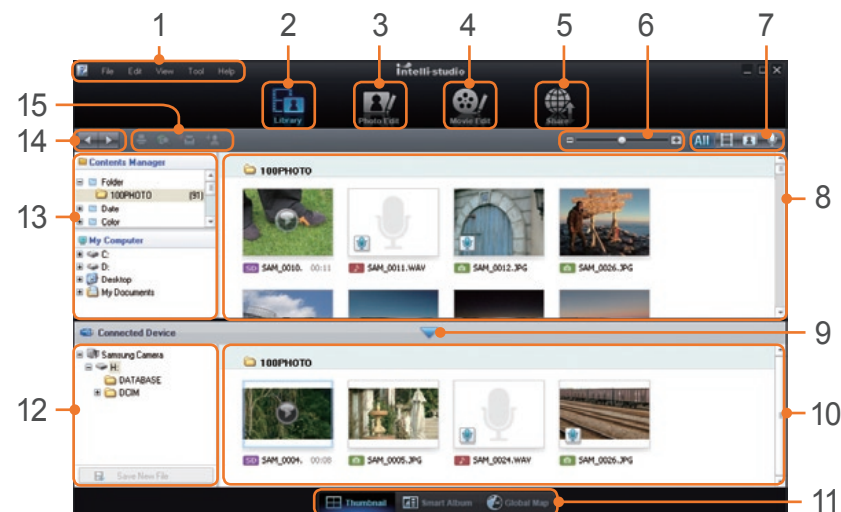 1 2 3 4 5 6 7
File Edit View Tool Help
intelli-studio
Library Photo Edit Movie Edit Share
15
14
All
Contents Manager
Folder
100PHOTO (91)
Date
Color
13
My Computer
C:
D:
Desktop
My Documents
100PHOTO
SD SAM_0010. 00:11 SAM_0011.WAV SAM_0012.JPG SAM_0026.JPG
8
Connected Device
9
Samsung Camera
H:
DATABASE
DCIM
12
Save New File
100PHOTO
SD SAM_0004. 00:08 SAM_0005.JPG SAM_0024.WAV SAM_0026.JPG
10
Thumbnail Smart Album Global Map
11